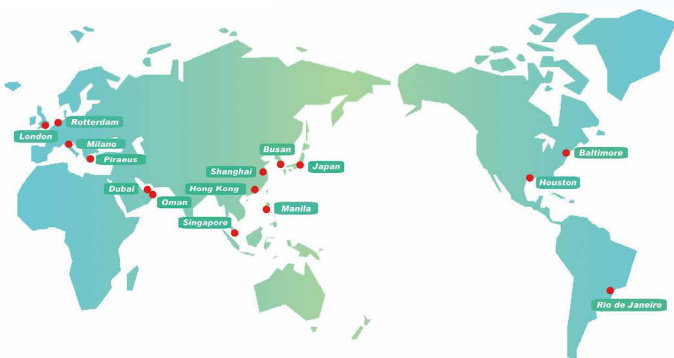 Rotterdam
London
Milano
Piraeus
Busan
Shanghai
Japan
Dubai
Hong Kong
Oman
Manila
Singapore
Baltimore
Houston
Rio de Janeiro